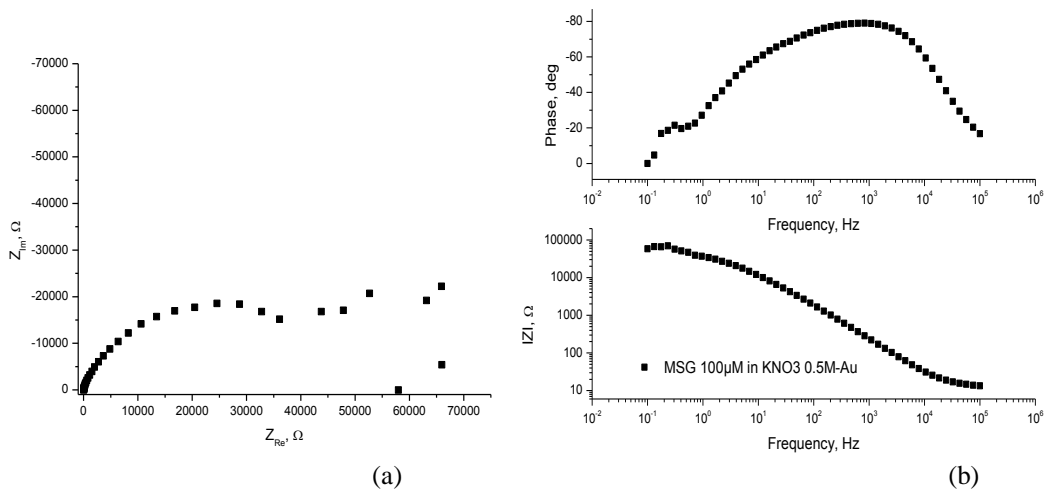 -70000
-60000
-50000
-40000
-30000
-20000
-10000
0
Z_Im, Ω
0 10000 20000 30000 40000 50000 60000 70000
Z_Re, Ω
(a)
-80
-60
-40
-20
0
Phase, deg
10^-2 10^-1 10^0 10^1 10^2 10^3 10^4 10^5 10^6
Frequency, Hz
100000
10000
1000
100
10
IZI, Ω
MSG 100µM in KNO3 0.5M-Au
10^-2 10^-1 10^0 10^1 10^2 10^3 10^4 10^5 10^6
Frequency, Hz
(b)